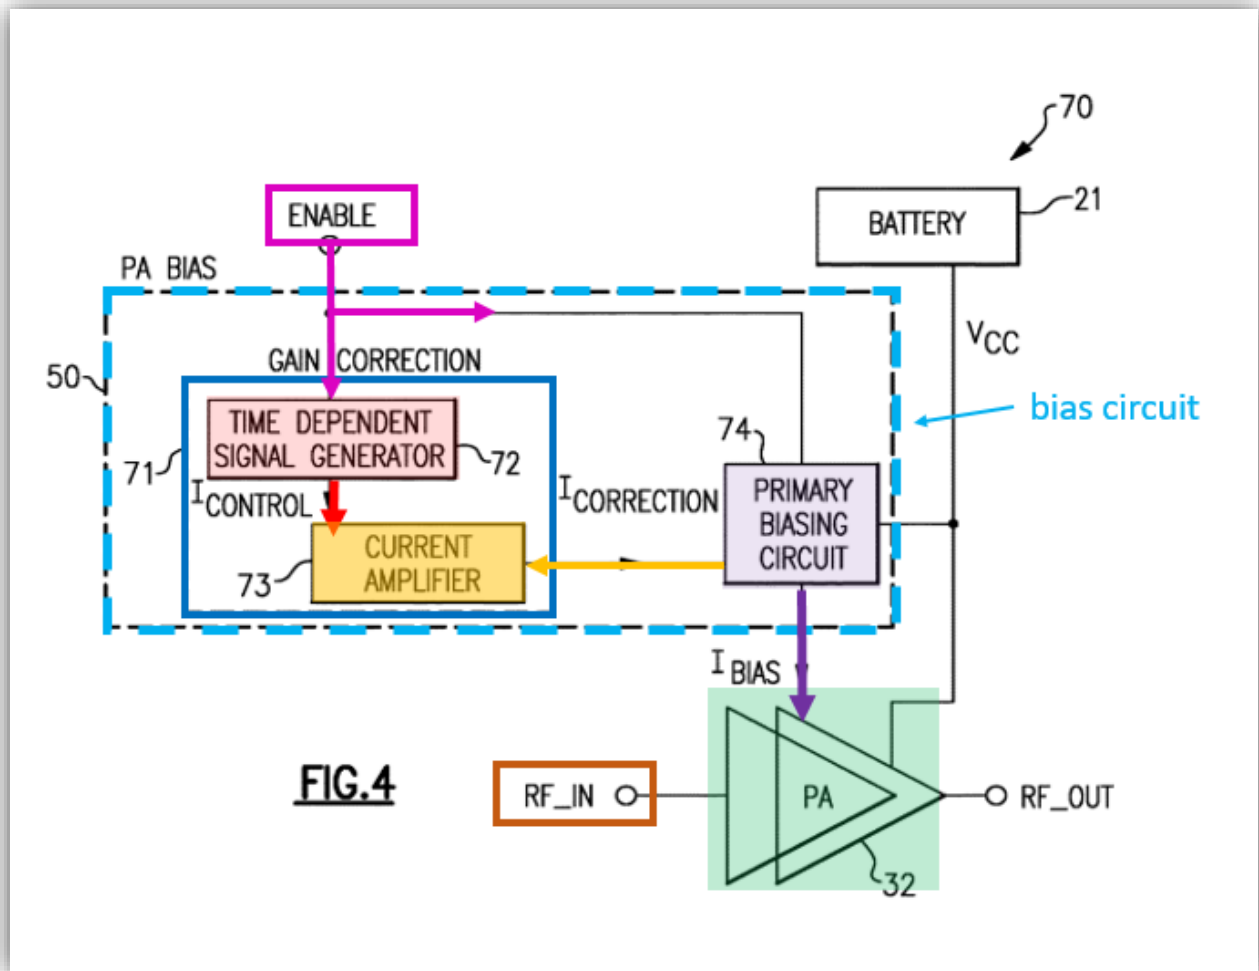 70
ENABLE
BATTERY
21
PA BIAS
VCC
GAIN CORRECTION
50
bias circuit
TIME DEPENDENT
SIGNAL GENERATOR
71
72
74
ICONTROL
ICORRECTION
PRIMARY
BIASING
CIRCUIT
CURRENT
AMPLIFIER
73
IBIAS
FIG.4
RF_IN
PA
RF_OUT
32